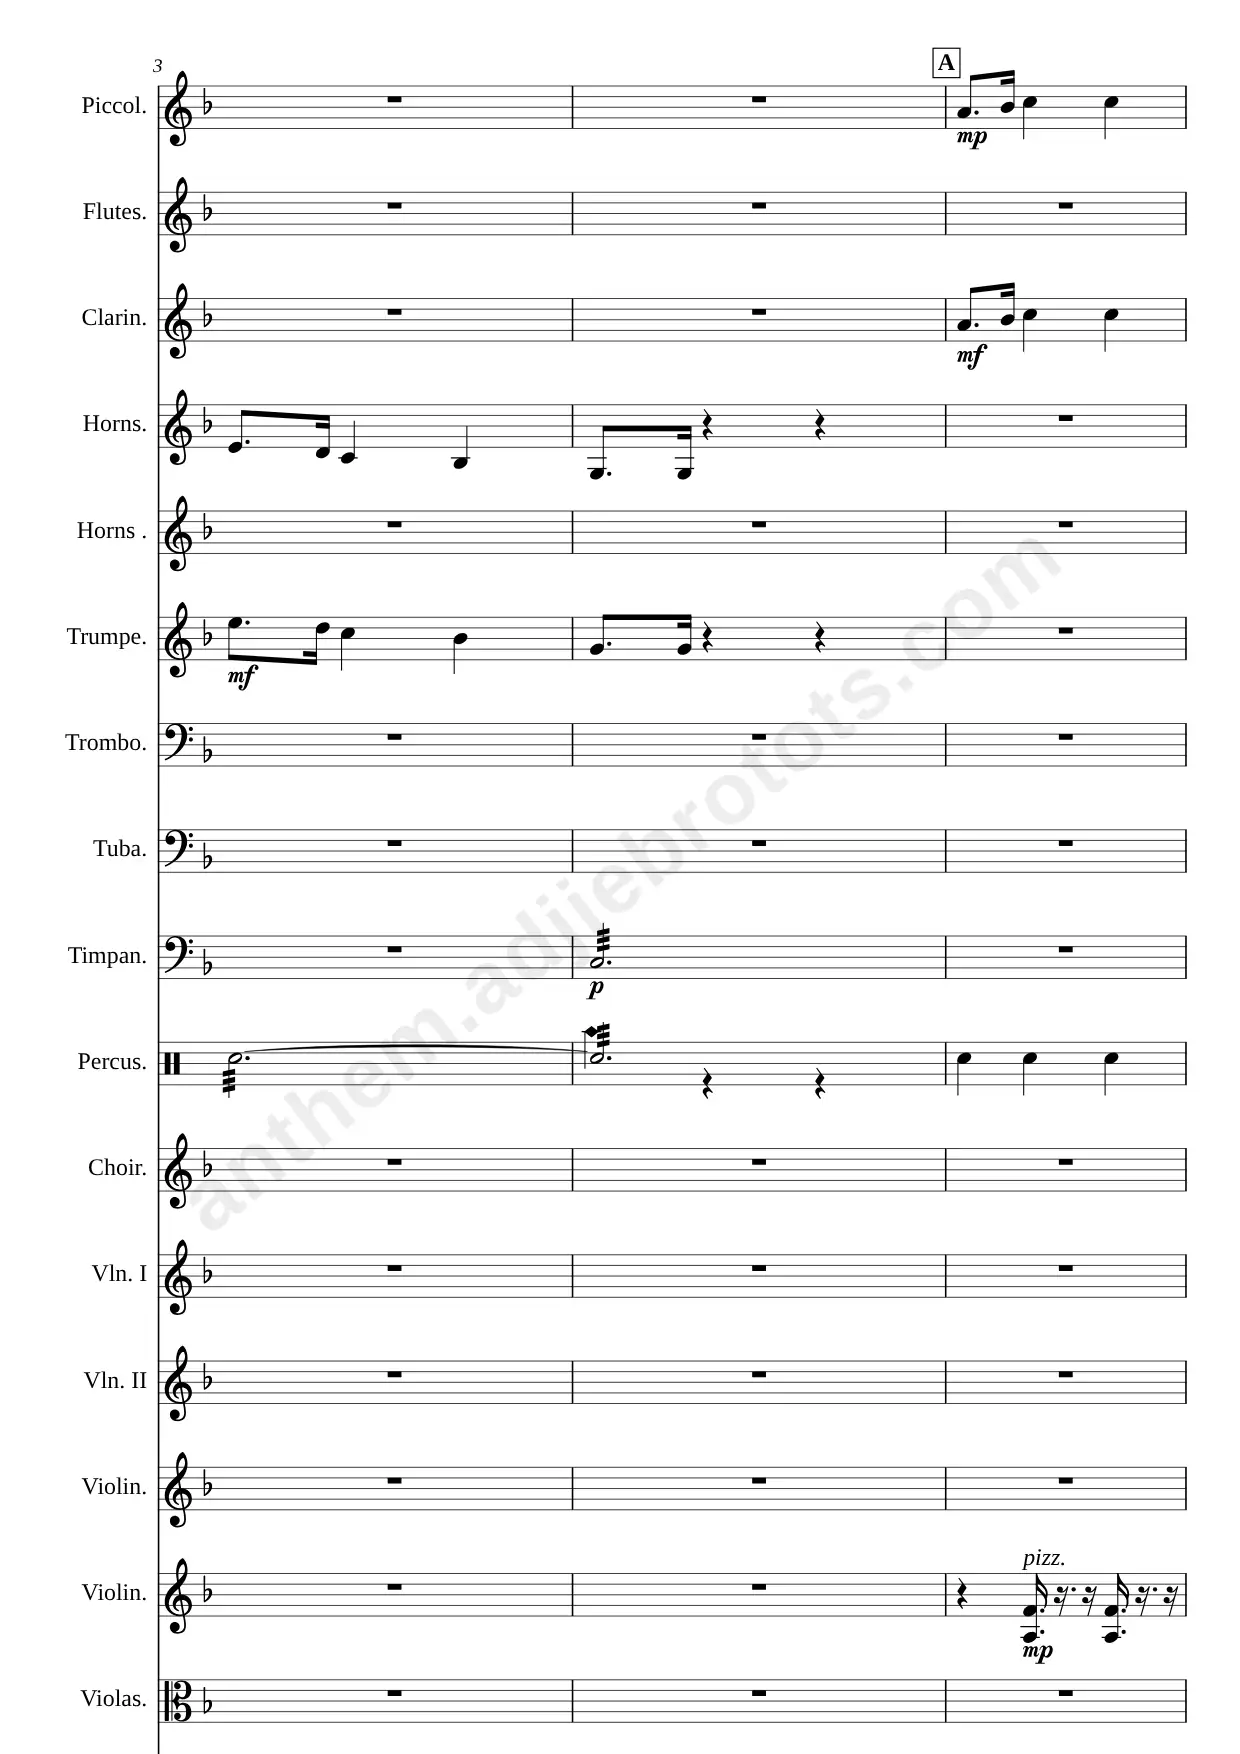 3
A
Piccol.
mp
Flutes.
Clarin.
mf
Horns.
Horns .
Trumpe.
mf
Trombo.
Tuba.
Timpan.
p
Percus.
Choir.
Vln. I
Vln. II
Violin.
pizz.
Violin.
mp
Violas.
anthem.adjiebrotots.com